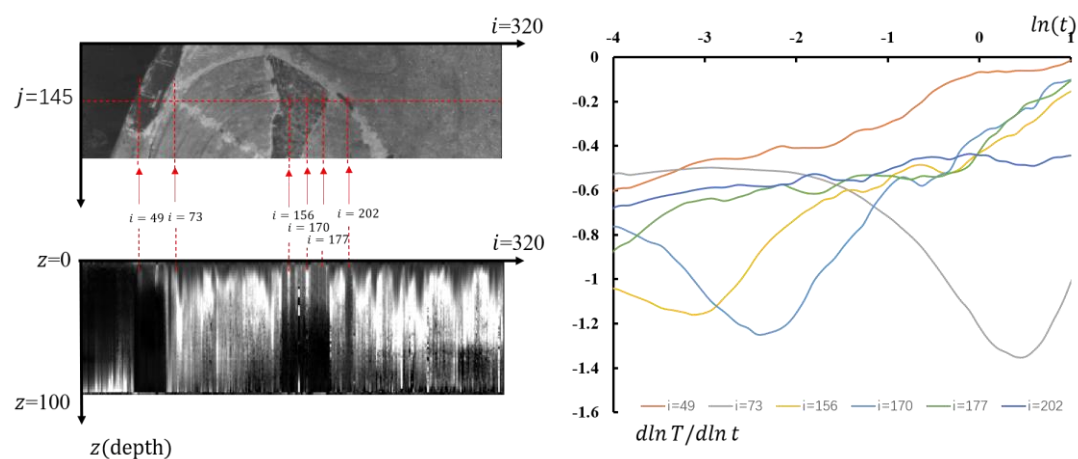 i=320
j=145
i = 49
i = 73
i = 156
i = 170
i = 177
i = 202
i=320
z=0
z=100
z(depth)
ln(t)
-4
-3
-2
-1
0
1
0
-0.2
-0.4
-0.6
-0.8
-1
-1.2
-1.4
-1.6
i=49 i=73 i=156 i=170 i=177 i=202
dln T/dln t